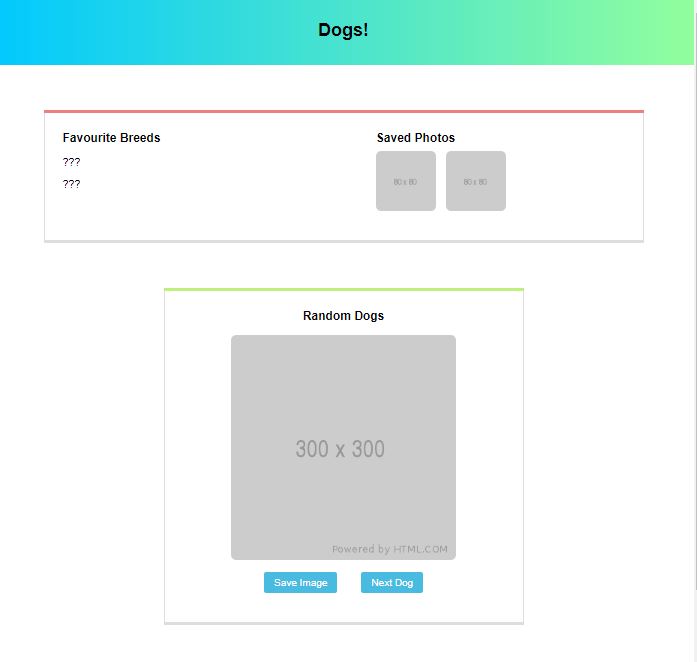 Dogs!
Favourite Breeds
???
???
Saved Photos
80 x 80
80 x 80
Random Dogs
300 x 300
Powered by HTML.COM
Save Image
Next Dog